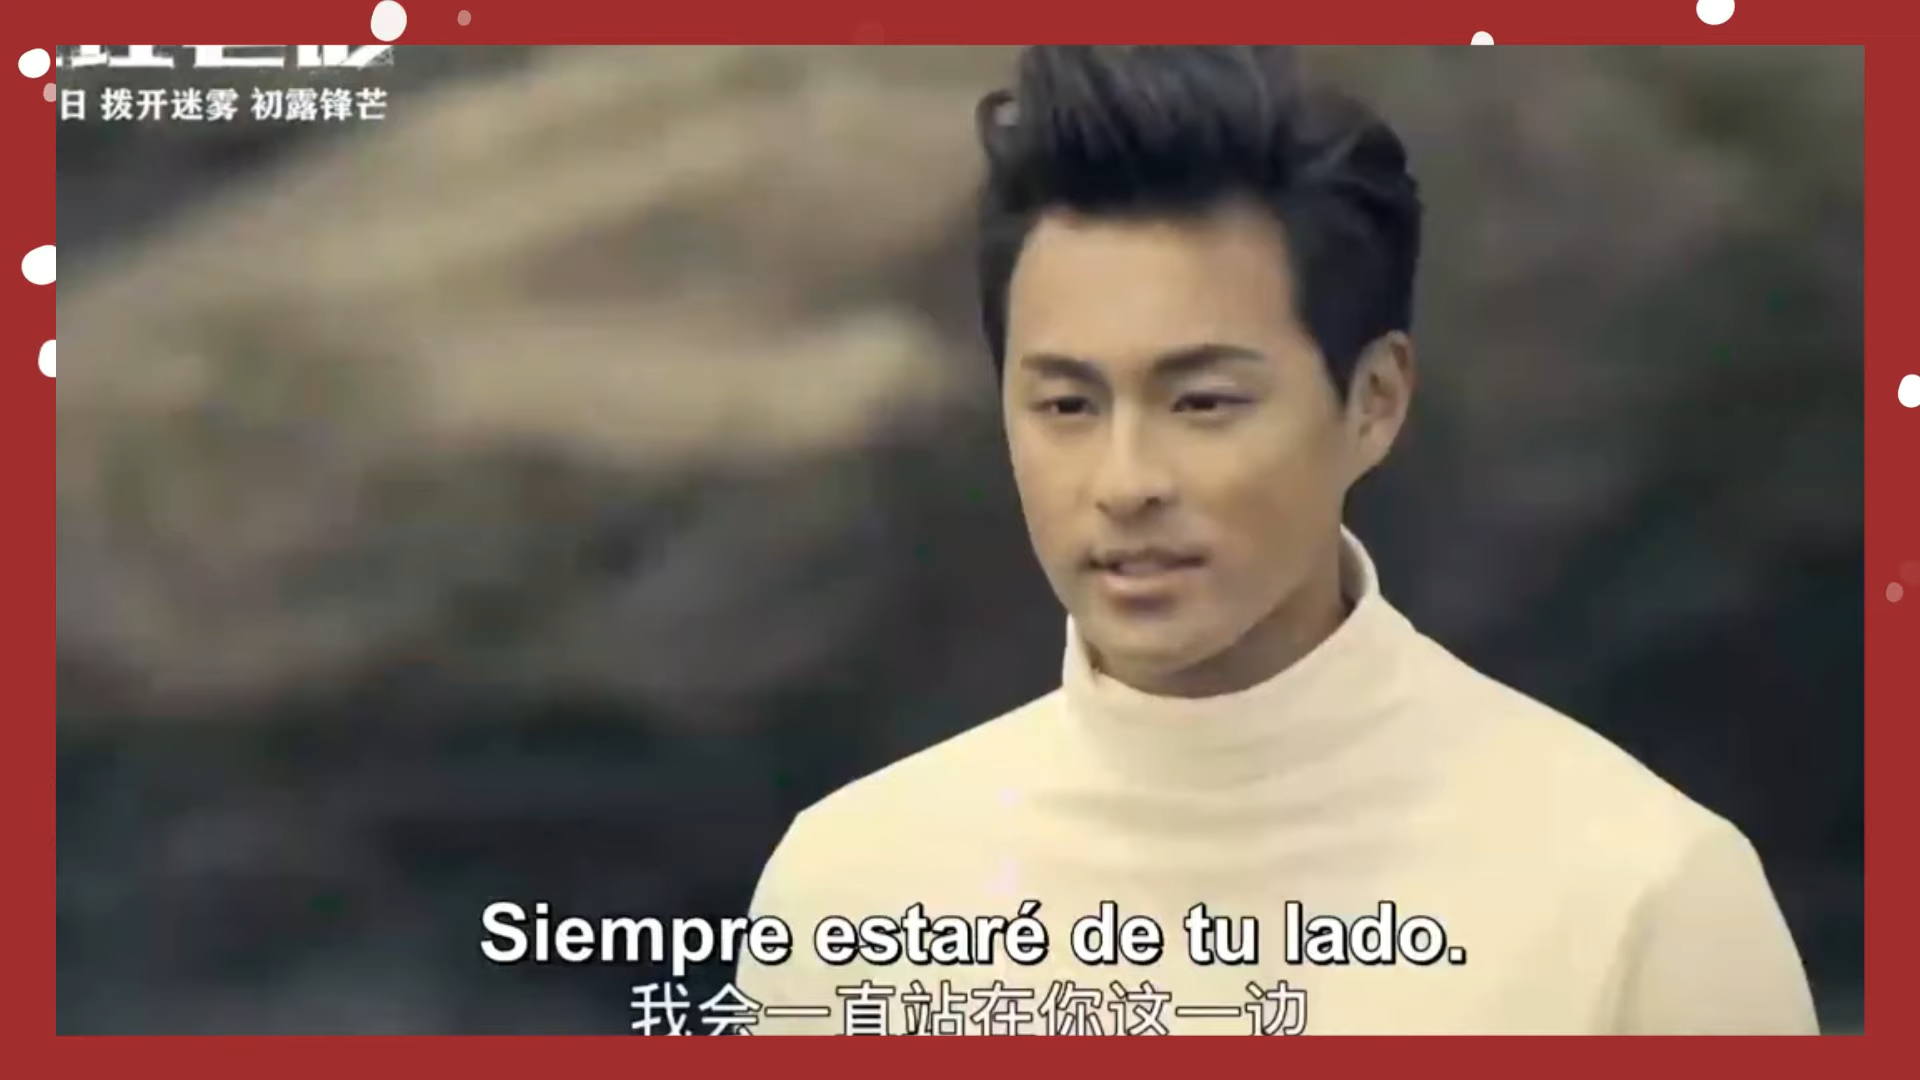 日 拨开迷雾 初露锋芒
Siempre estaré de tu lado.
我会一直站在你这一边